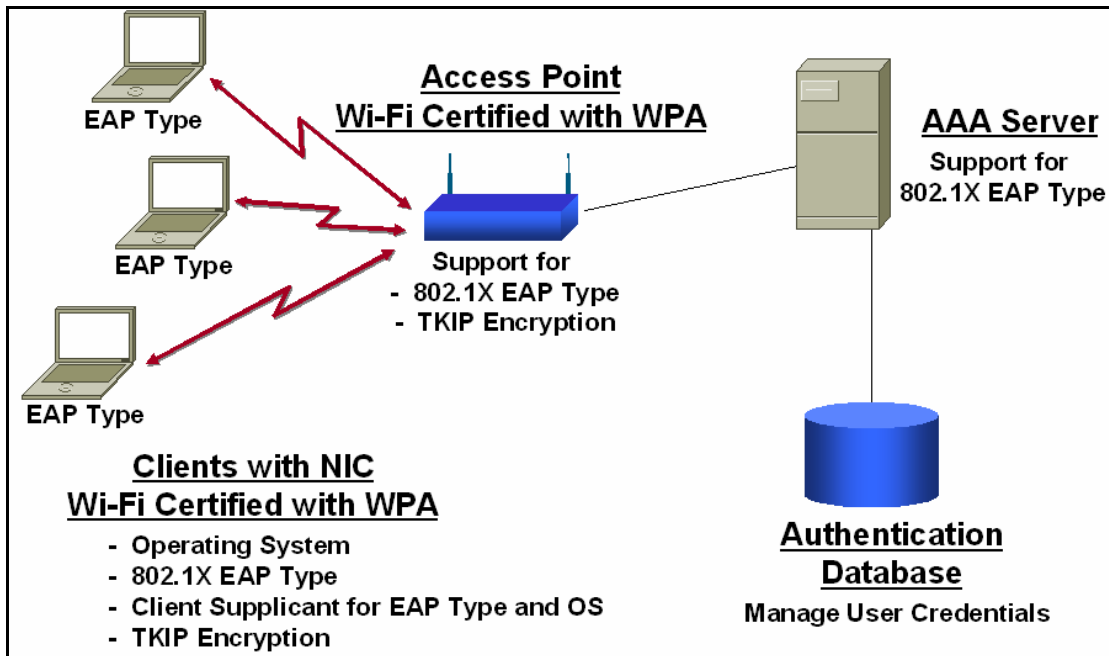 EAP Type
EAP Type
EAP Type
Access Point
Wi-Fi Certified with WPA
Support for
- 802.1X EAP Type
- TKIP Encryption
AAA Server
Support for
802.1X EAP Type
Clients with NIC
Wi-Fi Certified with WPA
- Operating System
- 802.1X EAP Type
- Client Supplicant for EAP Type and OS
- TKIP Encryption
Authentication
Database
Manage User Credentials